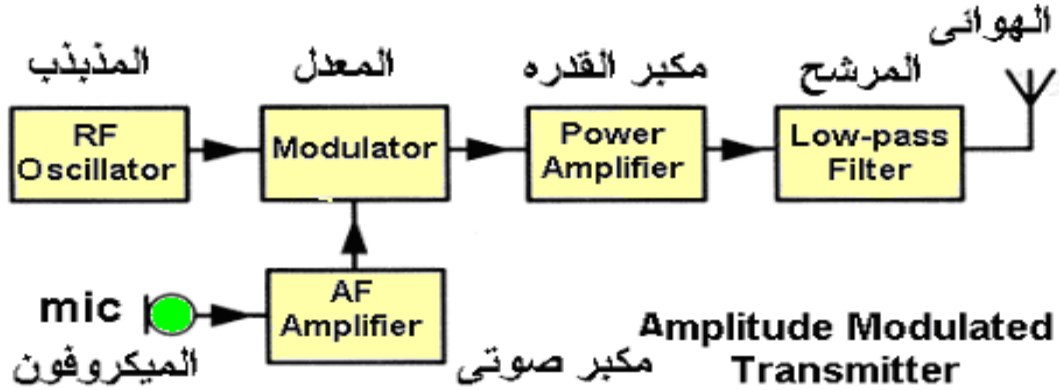 الهوائى
المذبذب
المعدل
مكبر القدره
المرشح
RF
Oscillator
Modulator
Power
Amplifier
Low-pass
Filter
mic
AF
Amplifier
الميكروفون
مكبر صوتى
Amplitude Modulated
Transmitter